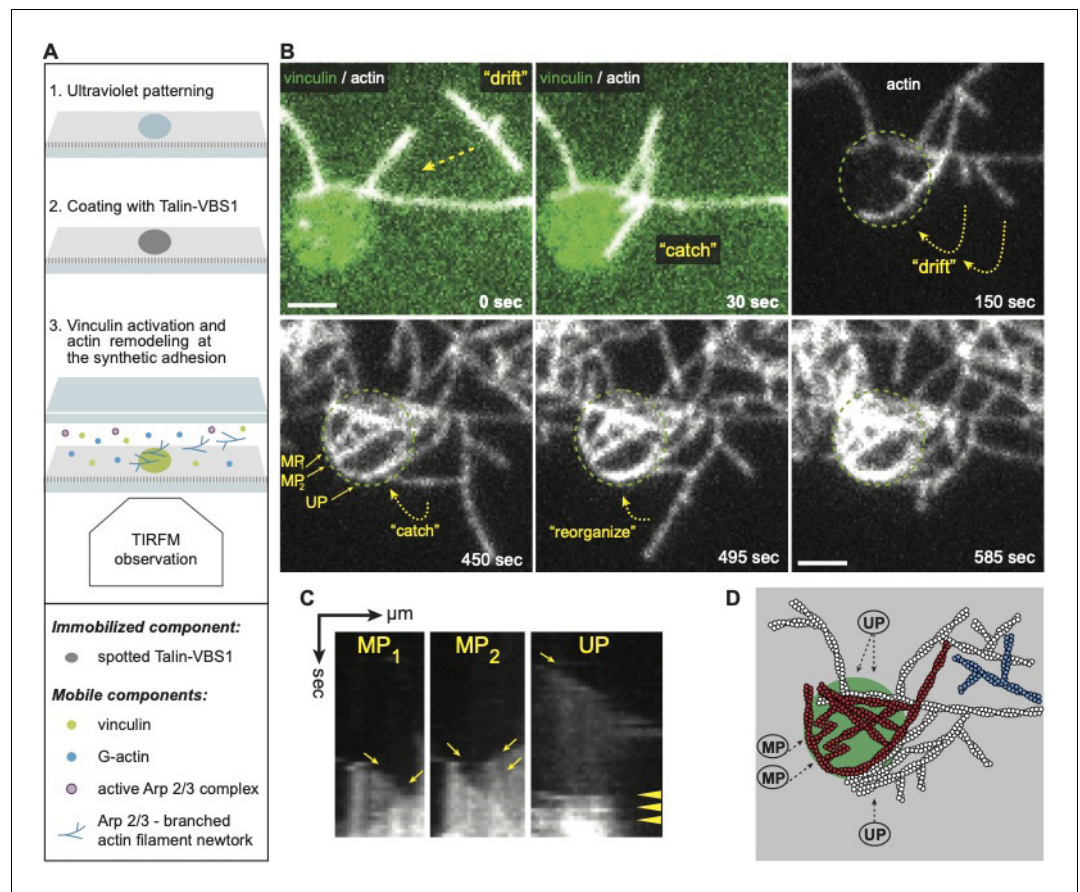 A
1. Ultraviolet patterning
2. Coating with Talin-VBS1
3. Vinculin activation and
actin remodeling at
the synthetic adhesion
TIRFM
observation
Immobilized component:
spotted Talin-VBS1
Mobile components:
vinculin
G-actin
active Arp 2/3 complex
Arp 2/3 - branched
actin filament newtork
B
vinculin / actin
“drift”
0 sec
vinculin / actin
“catch”
30 sec
actin
“drift”
150 sec
MP1
MP2
UP
“catch”
450 sec
“reorganize”
495 sec
585 sec
C
µm
sec
MP1
MP2
UP
D
UP
MP
MP
UP